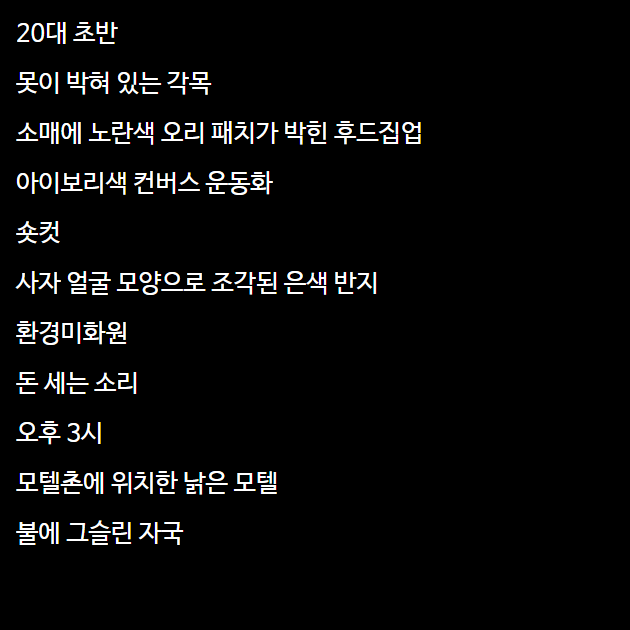 20대 초반
못이 박혀 있는 각목
소매에 노란색 오리 패치가 박힌 후드집업
아이보리색 컨버스 운동화
숏컷
사자 얼굴 모양으로 조각된 은색 반지
환경미화원
돈 세는 소리
오후 3시
모텔촌에 위치한 낡은 모텔
불에 그슬린 자국